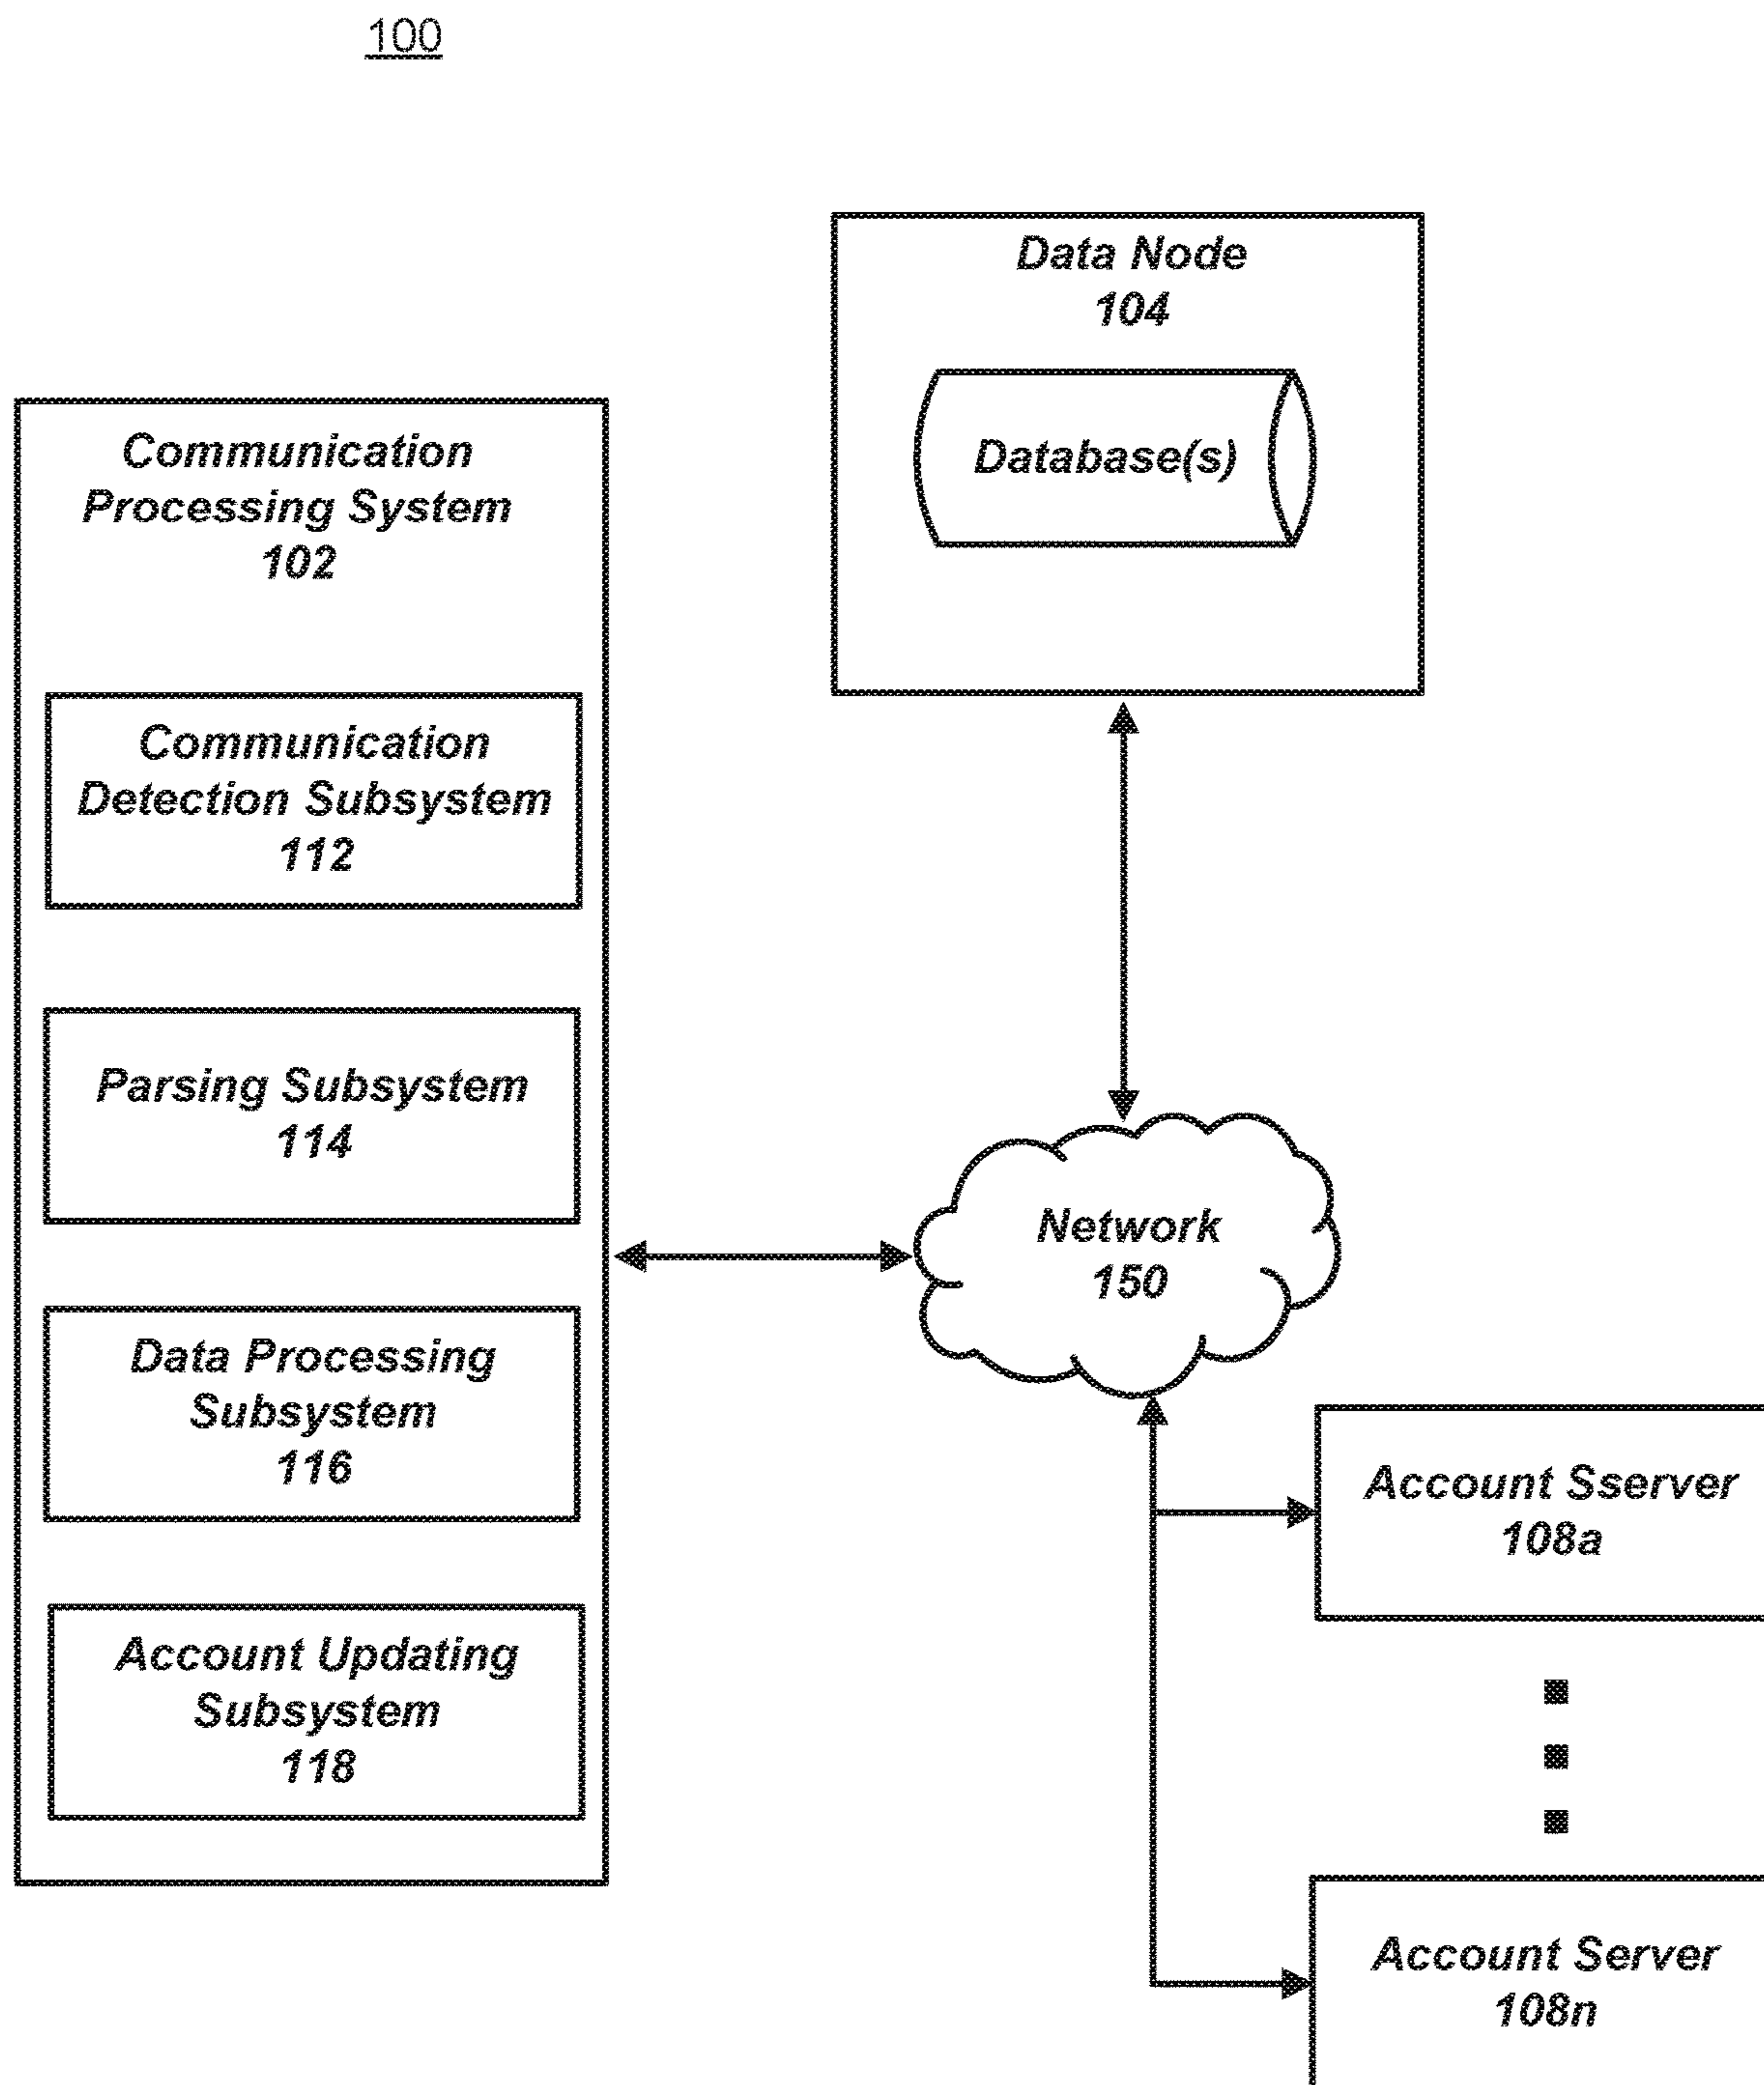 100
Data Node
104
Database(s)
Communication
Processing System
102
Communication
Detection Subsystem
112
Parsing Subsystem
114
Data Processing
Subsystem
116
Account Updating
Subsystem
118
Network
150
Account Sserver
108a
Account Server
108n